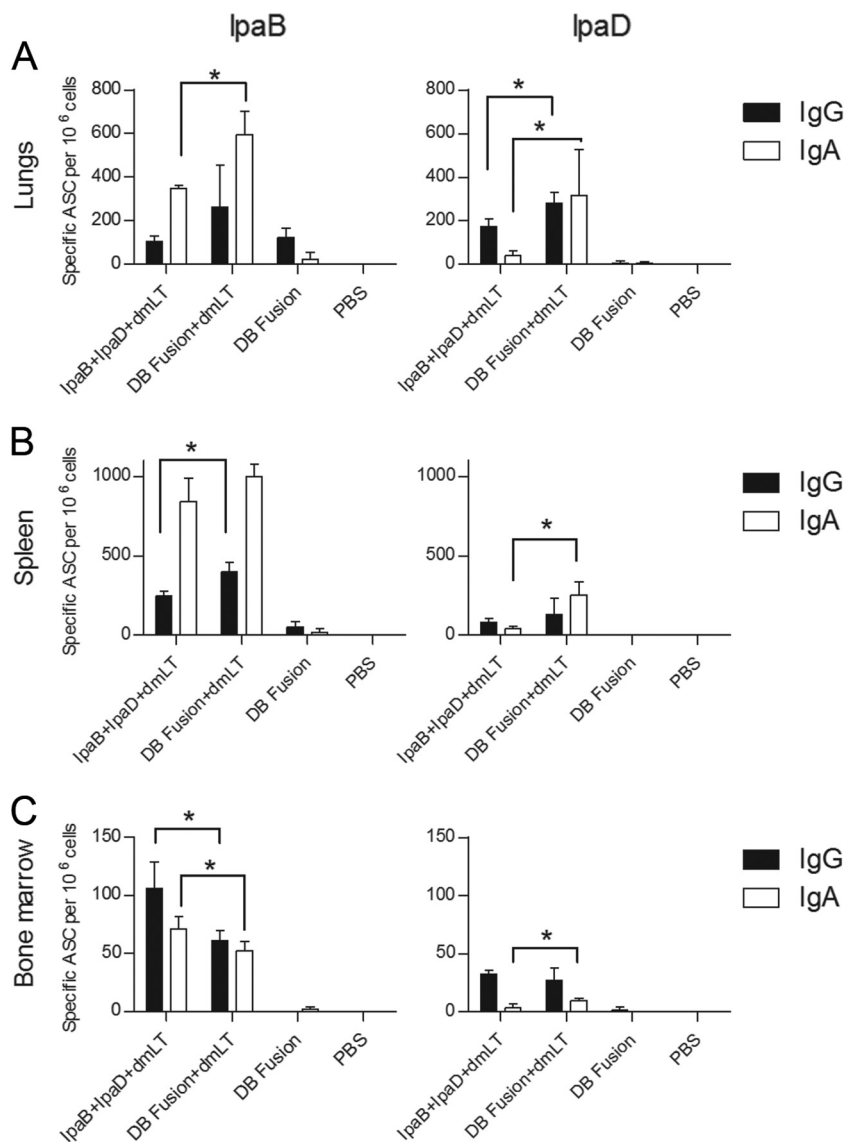 IpaB
IpaD
A
Lungs
Specific ASC per 10 6 cells
800
600
400
200
0
*
IpaB+IpaD+dmLT
DB Fusion+dmLT
DB Fusion
PBS
800
600
400
200
0
*
*
IpaB+IpaD+dmLT
DB Fusion+dmLT
DB Fusion
PBS
IgG
IgA
B
Spleen
Specific ASC per 10 6 cells
1000
500
0
*
IpaB+IpaD+dmLT
DB Fusion+dmLT
DB Fusion
PBS
1000
500
0
*
IpaB+IpaD+dmLT
DB Fusion+dmLT
DB Fusion
PBS
IgG
IgA
C
Bone marrow
Specific ASC per 10 6 cells
150
100
50
0
*
*
IpaB+IpaD+dmLT
DB Fusion+dmLT
DB Fusion
PBS
150
100
50
0
*
IpaB+IpaD+dmLT
DB Fusion+dmLT
DB Fusion
PBS
IgG
IgA